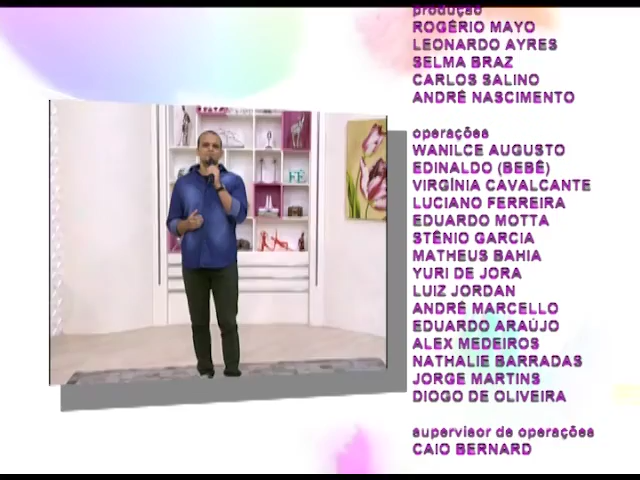 produção
ROGÉRIO MAYO
LEONARDO AYRES
SELMA BRAZ
CARLOS SALINO
ANDRÉ NASCIMENTO
operações
WANILCE AUGUSTO
EDINALDO (BEBÊ)
VIRGÍNIA CAVALCANTE
LUCIANO FERREIRA
EDUARDO MOTTA
STÊNIO GARCIA
MATHEUS BAHIA
YURI DE JORA
LUIZ JORDAN
ANDRÉ MARCELLO
EDUARDO ARAÚJO
ALEX MEDEIROS
NATHALIE BARRADAS
JORGE MARTINS
DIOGO DE OLIVEIRA
supervisor de operações
CAIO BERNARD
FÉ